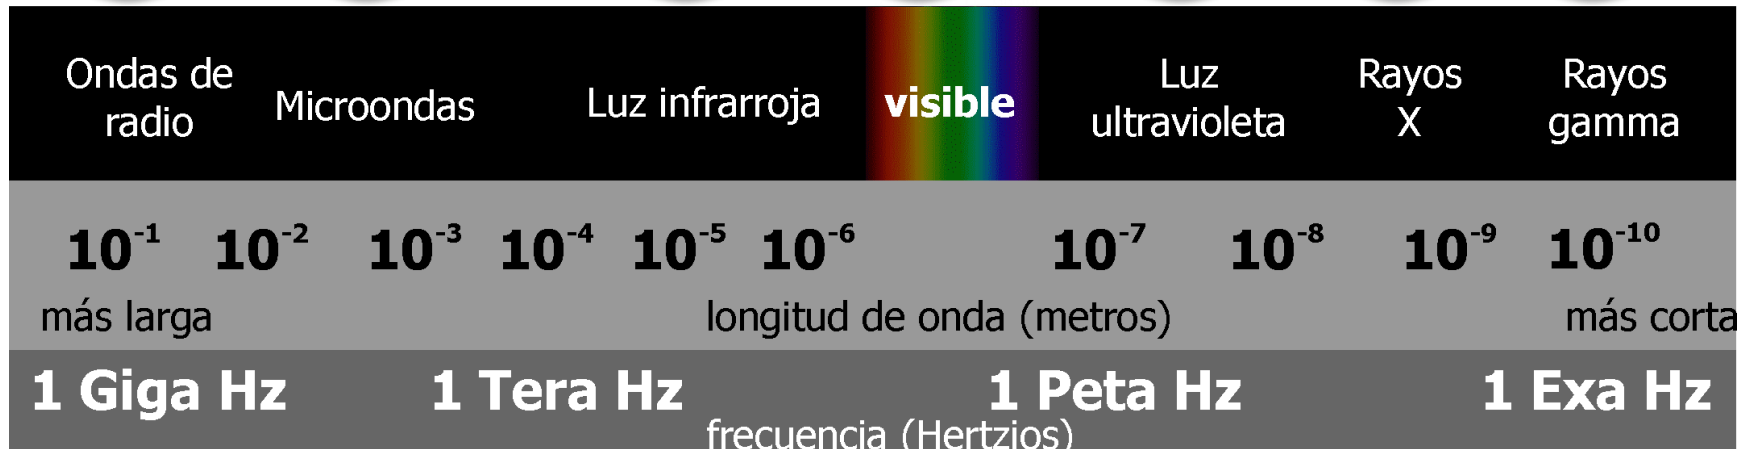 Ondas de
radio
Microondas
Luz infrarroja
visible
Luz
ultravioleta
Rayos
X
Rayos
gamma
10⁻¹ 10⁻² 10⁻³ 10⁻⁴ 10⁻⁵ 10⁻⁶ 10⁻⁷ 10⁻⁸ 10⁻⁹ 10⁻¹⁰
más larga longitud de onda (metros) más corta
1 Giga Hz 1 Tera Hz 1 Peta Hz 1 Exa Hz
frecuencia (Hertzios)